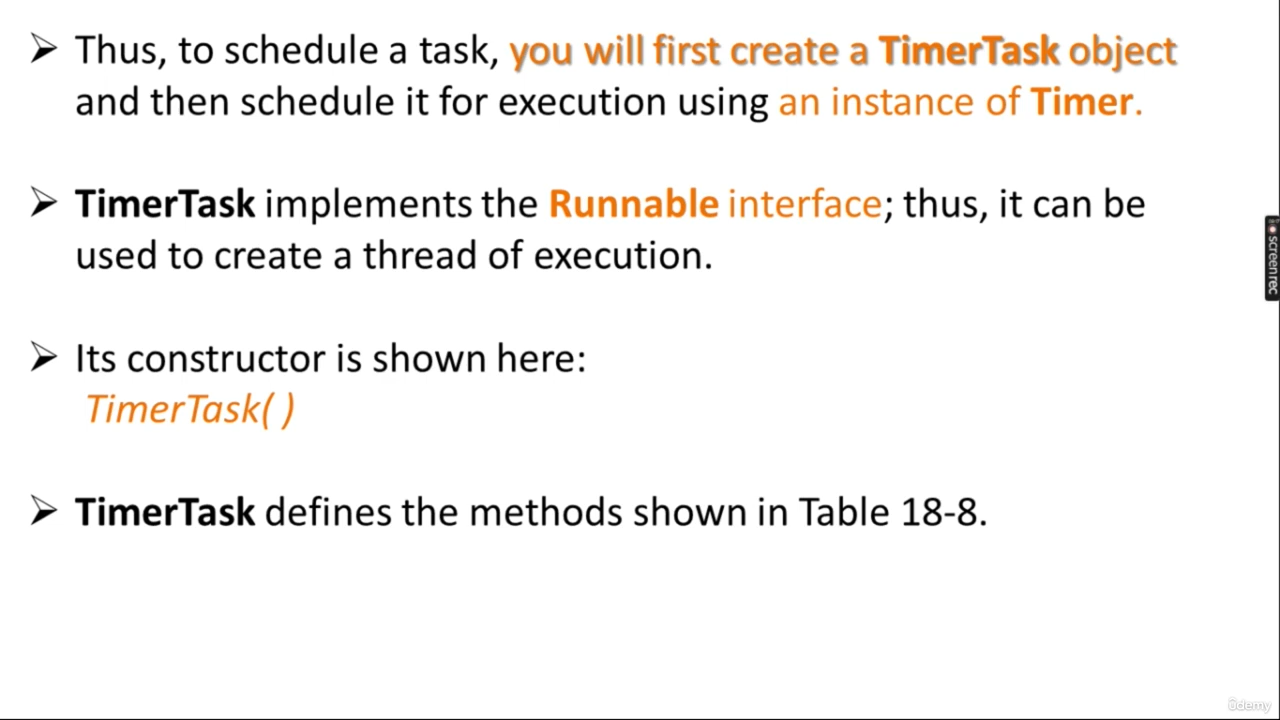 ➢ Thus, to schedule a task, you will first create a TimerTask object
and then schedule it for execution using an instance of Timer.
➢ TimerTask implements the Runnable interface; thus, it can be
used to create a thread of execution.
➢ Its constructor is shown here:
TimerTask( )
➢ TimerTask defines the methods shown in Table 18-8.
screenrec
ûdemy